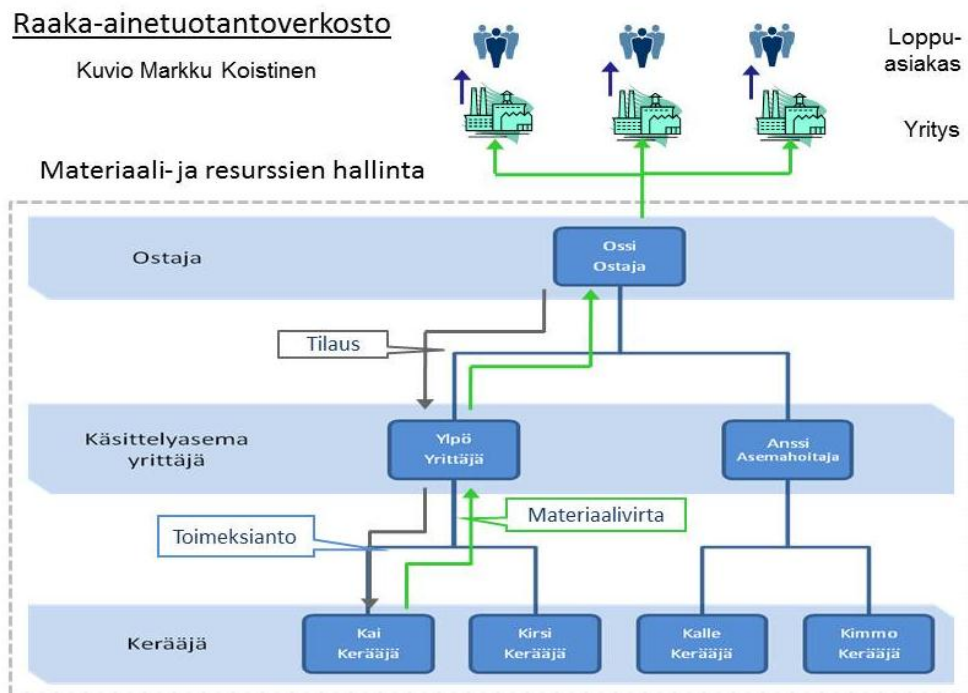 Raaka-ainetuotantoverkosto
Kuvio Markku Koistinen
Loppu-
asiakas
Yritys
Materiaali- ja resurssien hallinta
Ostaja
Ossi
Ostaja
Tilaus
Käsittelyasema
yrittäjä
Ylpö
Yrittäjä
Anssi
Asemahoitaja
Toimeksianto
Materiaalivirta
Kerääjä
Kai
Kerääjä
Kirsi
Kerääjä
Kalle
Kerääjä
Kimmo
Kerääjä